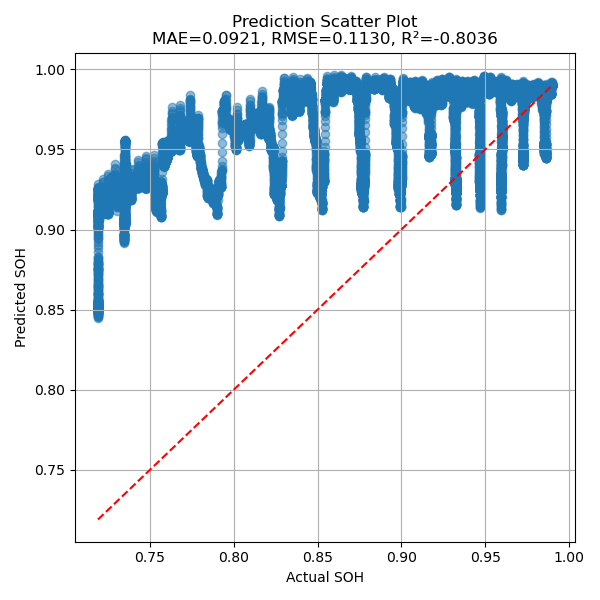 Prediction Scatter Plot
MAE=0.0921, RMSE=0.1130, R²=-0.8036
1.00
0.95
0.90
0.85
0.80
0.75
Predicted SOH
0.75 0.80 0.85 0.90 0.95 1.00
Actual SOH